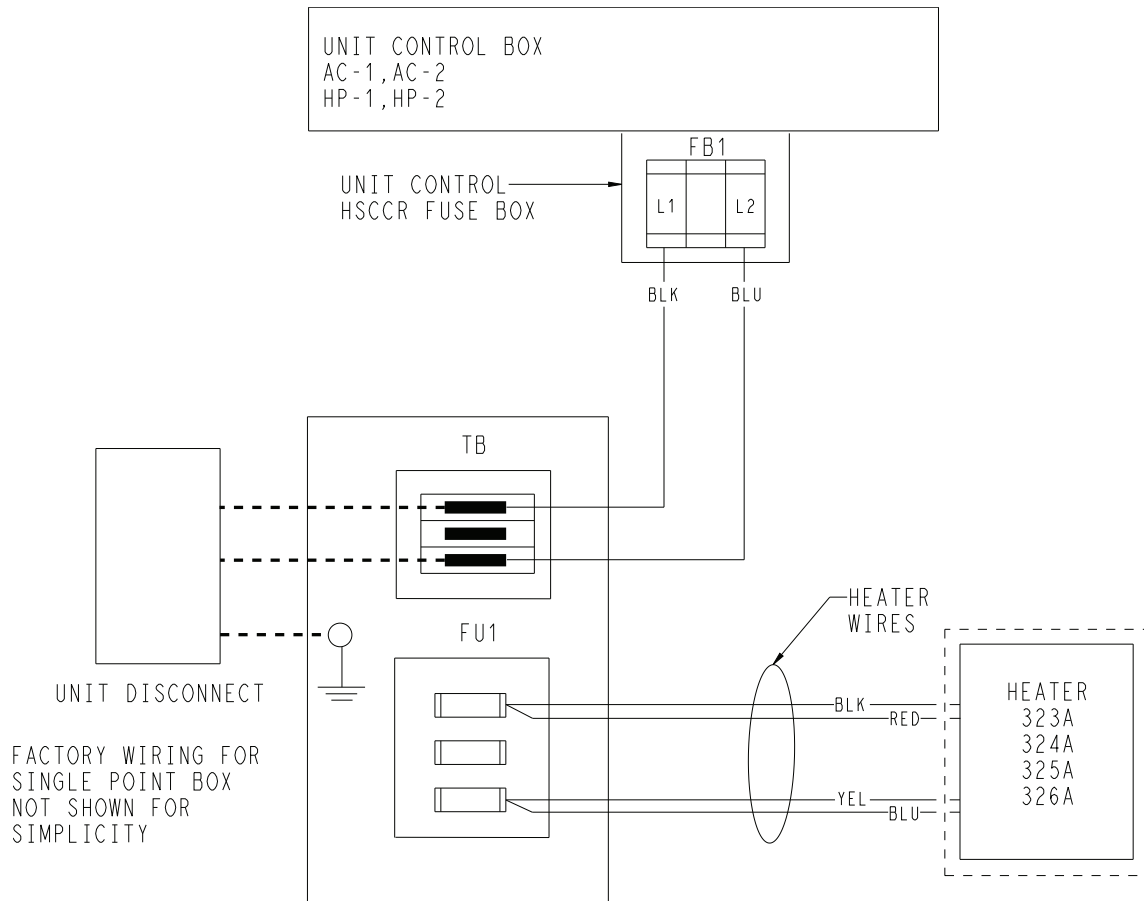 UNIT CONTROL BOX
AC-1,AC-2
HP-1,HP-2
FB1
UNIT CONTROL
HSCCR FUSE BOX
L1
L2
BLK
BLU
TB
HEATER
WIRES
FU1
UNIT DISCONNECT
BLK
RED
HEATER
323A
324A
325A
326A
YEL
BLU
FACTORY WIRING FOR
SINGLE POINT BOX
NOT SHOWN FOR
SIMPLICITY